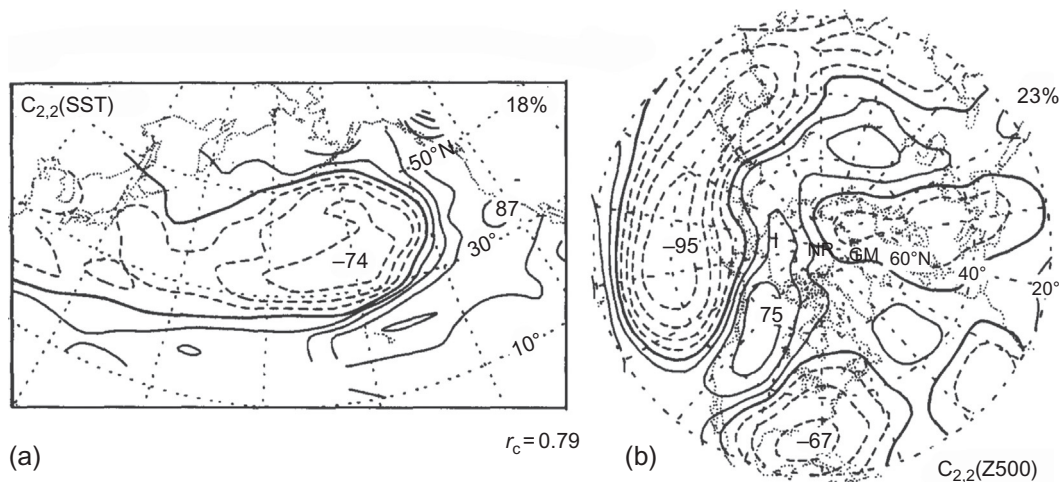 C2,2(SST)
18%
50°N
87
30°
–74
10°
(a)
rc = 0.79
23%
–95
NP
GM
60°N
40°
20°
75
–67
(b)
C2,2(Z500)